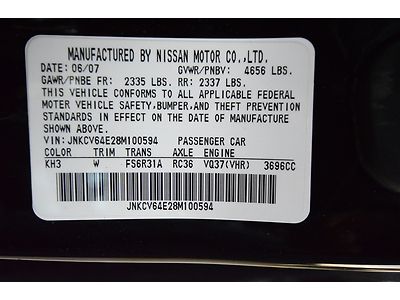 MANUFACTURED BY NISSAN MOTOR CO.,LTD.
DATE: 06/07 GVWR/PNBV: 4656 LBS.
GAWR/PNBE FR: 2335 LBS. RR: 2337 LBS.
THIS VEHICLE CONFORMS TO ALL APPLICABLE FEDERAL
MOTOR VEHICLE SAFETY,BUMPER,AND THEFT PREVENTION
STANDARDS IN EFFECT ON THE DATE OF MANUFACTURE
SHOWN ABOVE.
VIN: JNKCV64E28M100594 PASSENGER CAR
COLOR TRIM TRANS AXLE ENGINE
KH3 W FS6R31A RC36 VQ37(VHR) 3696CC
JNKCV64E28M100594